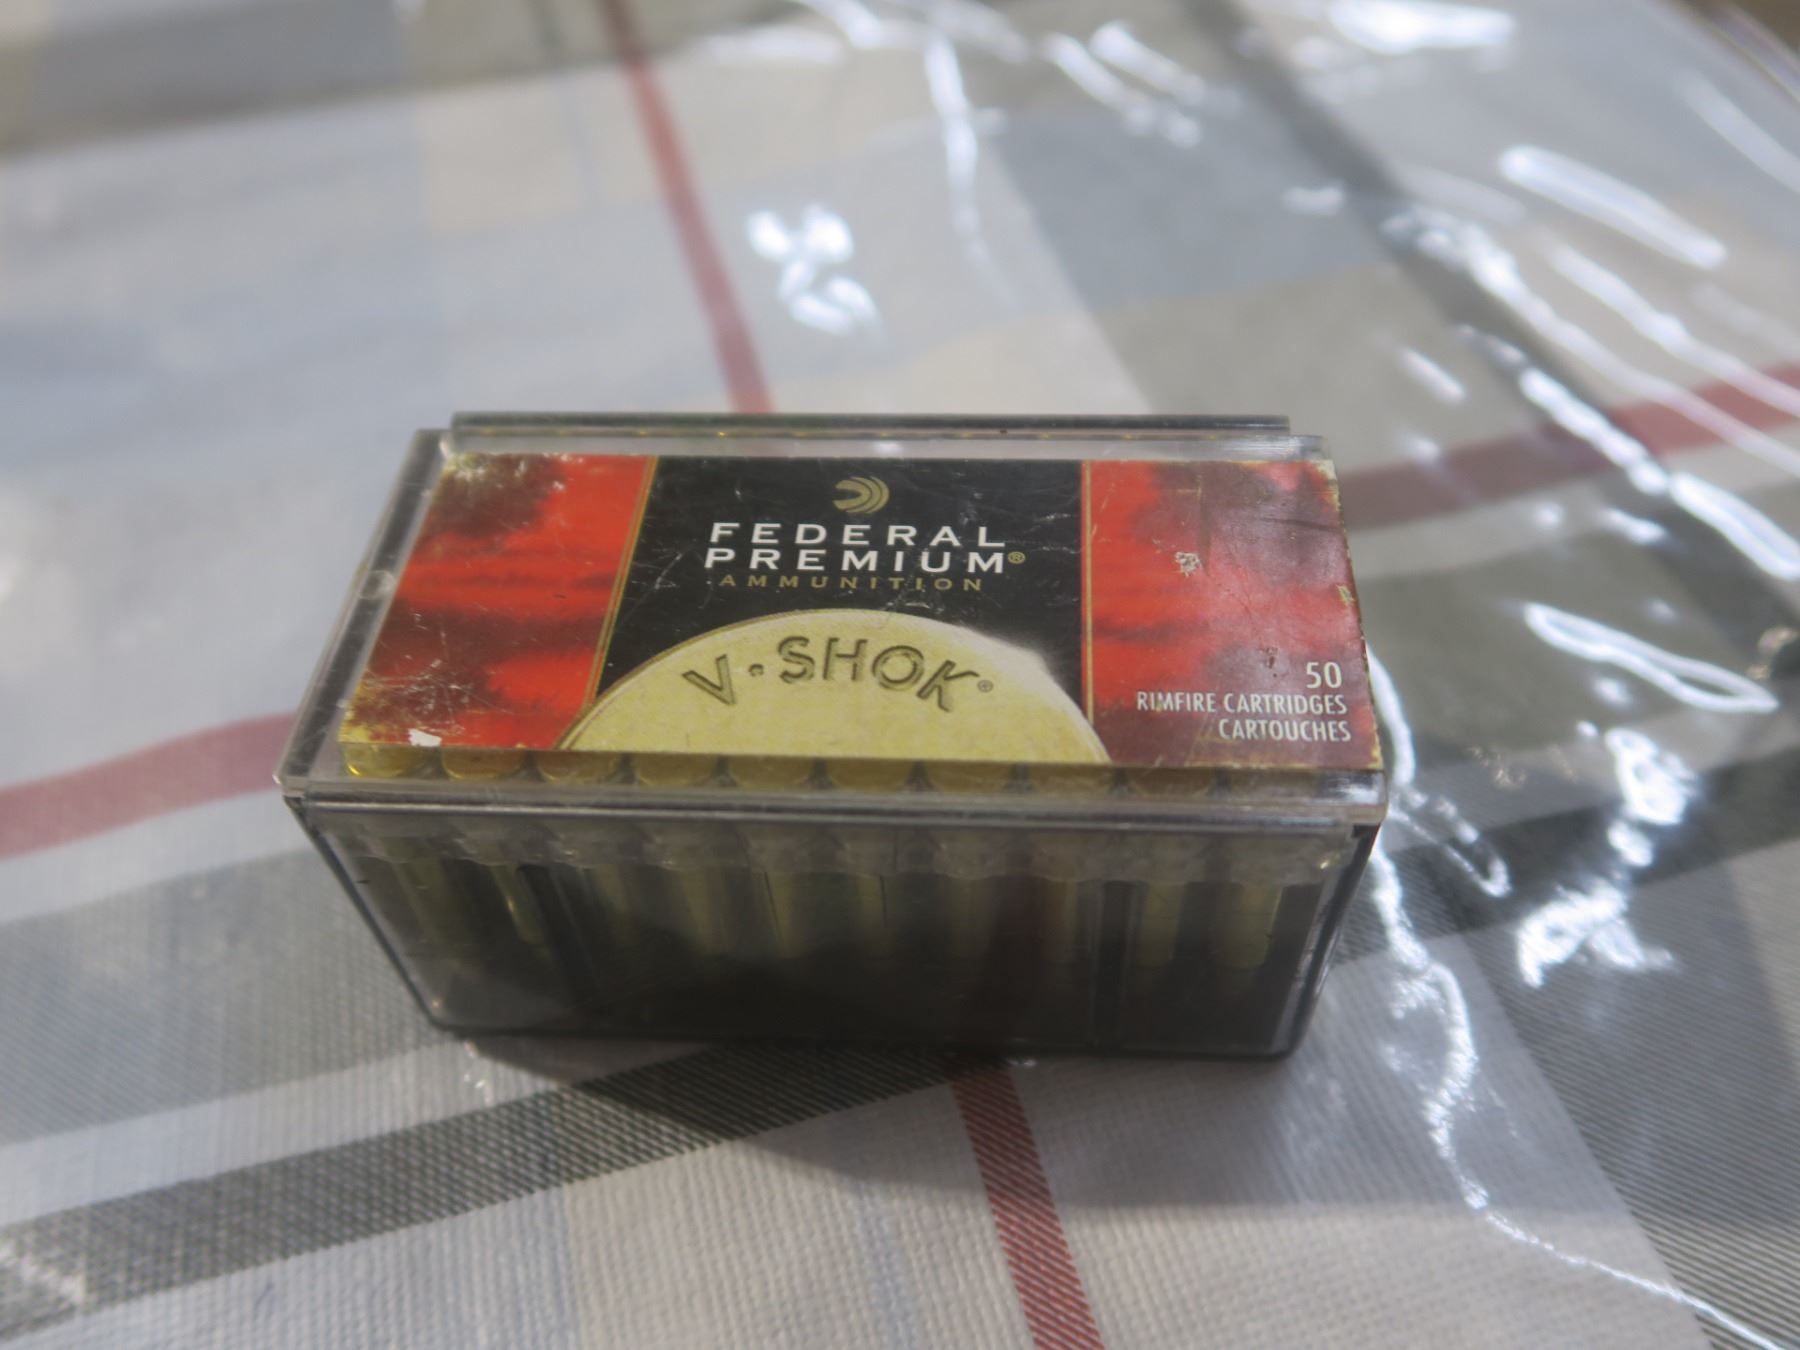 FEDERAL
PREMIUM®
AMMUNITION
V•SHOK®
50
RIMFIRE CARTRIDGES
CARTOUCHES